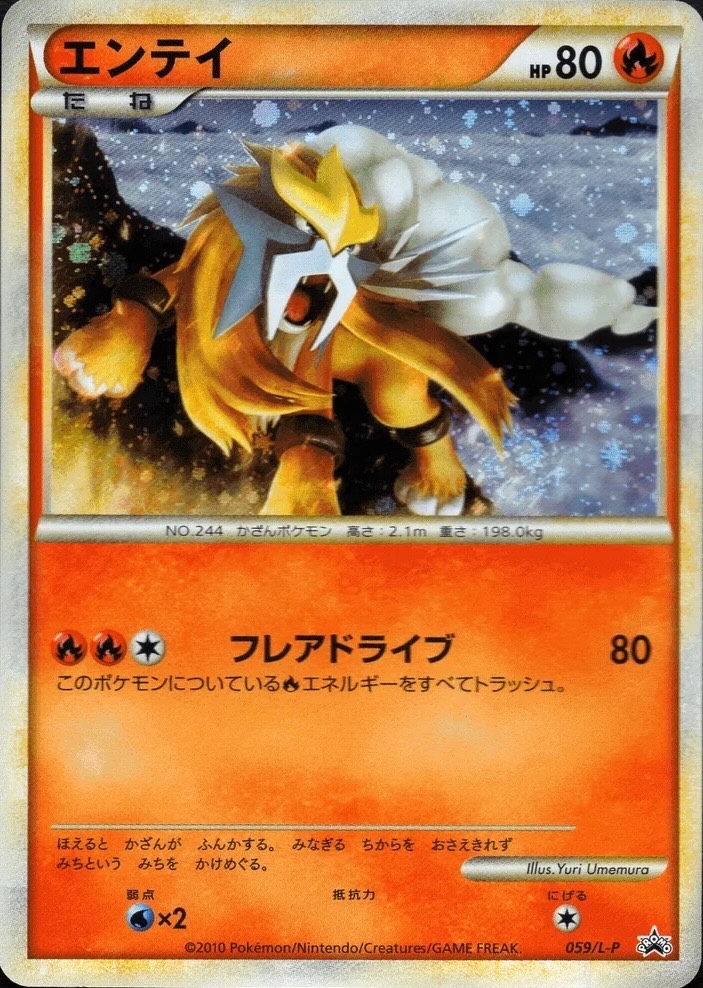 エンテイ
HP80
たね
NO.244 かざんポケモン 高さ:2.1m 重さ:198.0kg
フレアドライブ 80
このポケモンについている エネルギーをすべてトラッシュ。
ほえると かざんが ふんかする。 みなぎる ちからを おさえきれず
みちという みちを かけめぐる。
Illus.Yuri Umemura
弱点 抵抗力 にげる
×2
©2010 Pokémon/Nintendo/Creatures/GAME FREAK. 059/L-P
PROMO